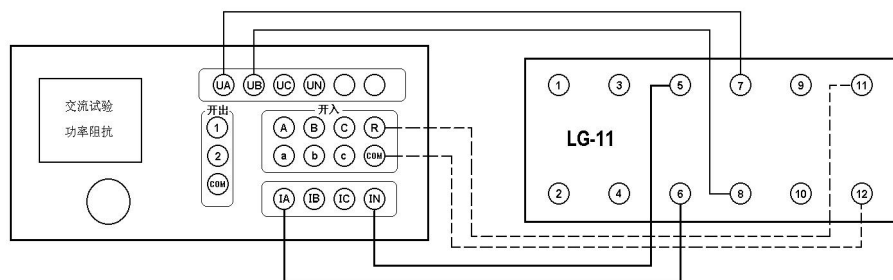 UA UB UC UN
交流试验
功率阻抗
开出
1
2
COM
开入
A B C R
a b c COM
IA IB IC IN
1 3 5 7 9 11
LG-11
2 4 6 8 10 12